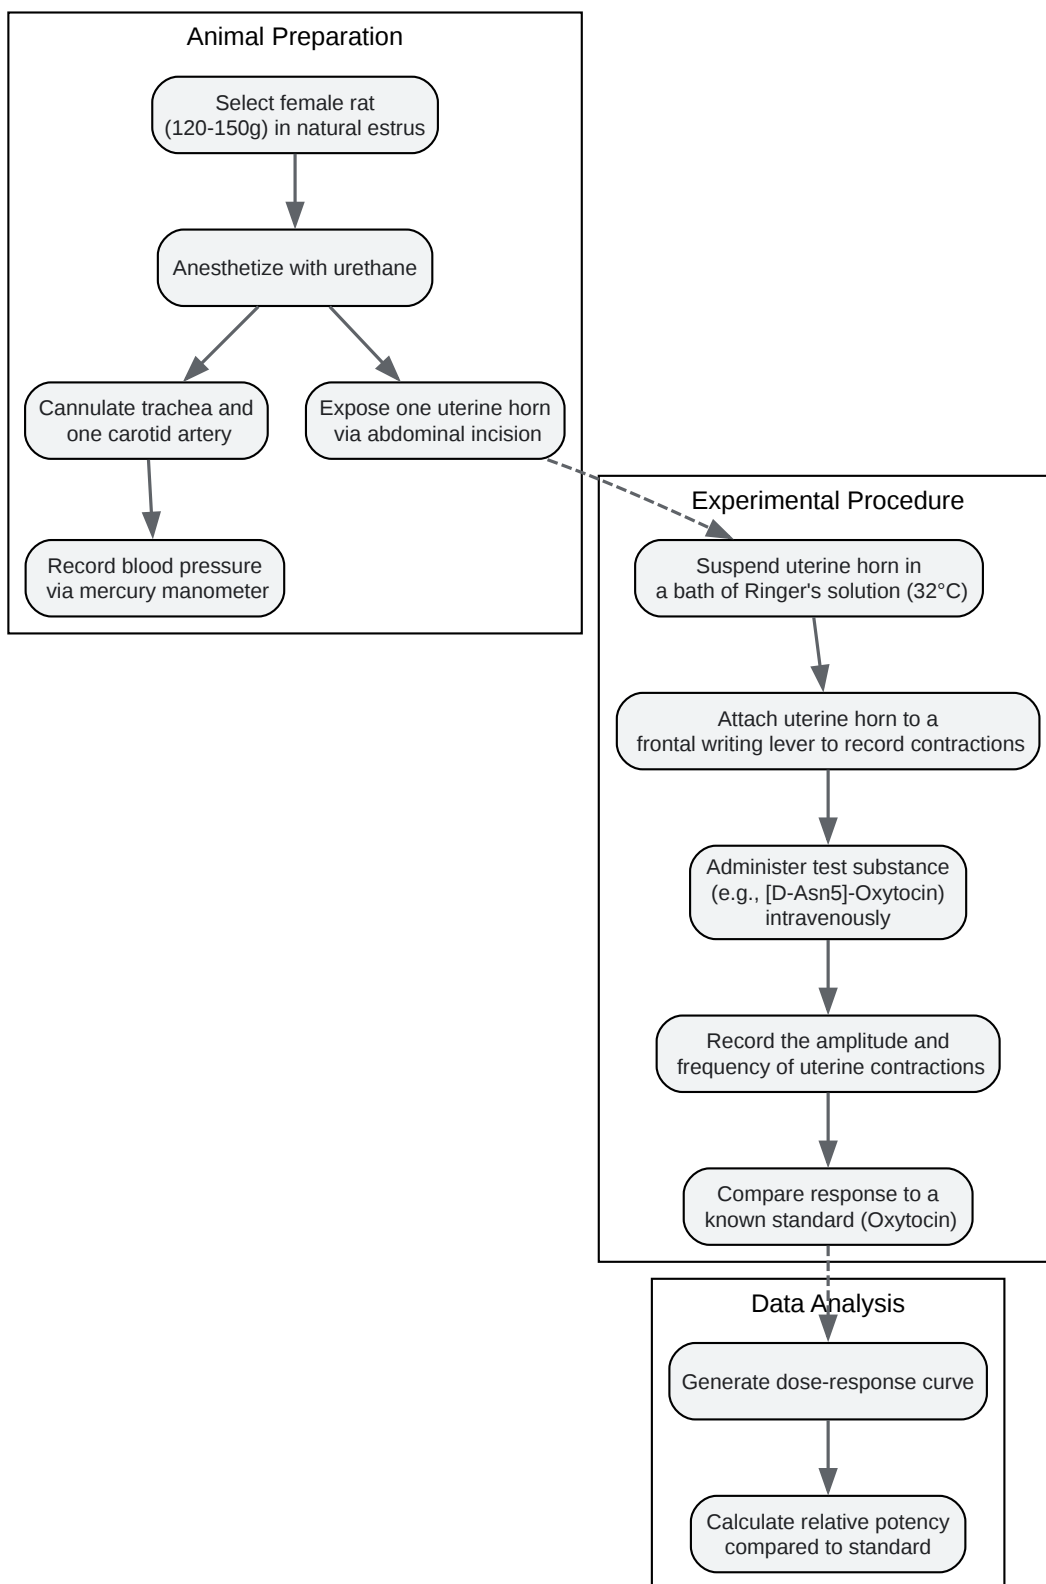 Animal Preparation
Select female rat
(120-150g) in natural estrus
Anesthetize with urethane
Cannulate trachea and
one carotid artery
Expose one uterine horn
via abdominal incision
Record blood pressure
via mercury manometer
Experimental Procedure
Suspend uterine horn in
a bath of Ringer's solution (32°C)
Attach uterine horn to a
frontal writing lever to record contractions
Administer test substance
(e.g., [D-Asn5]-Oxytocin)
intravenously
Record the amplitude and
frequency of uterine contractions
Compare response to a
known standard (Oxytocin)
Data Analysis
Generate dose-response curve
Calculate relative potency
compared to standard